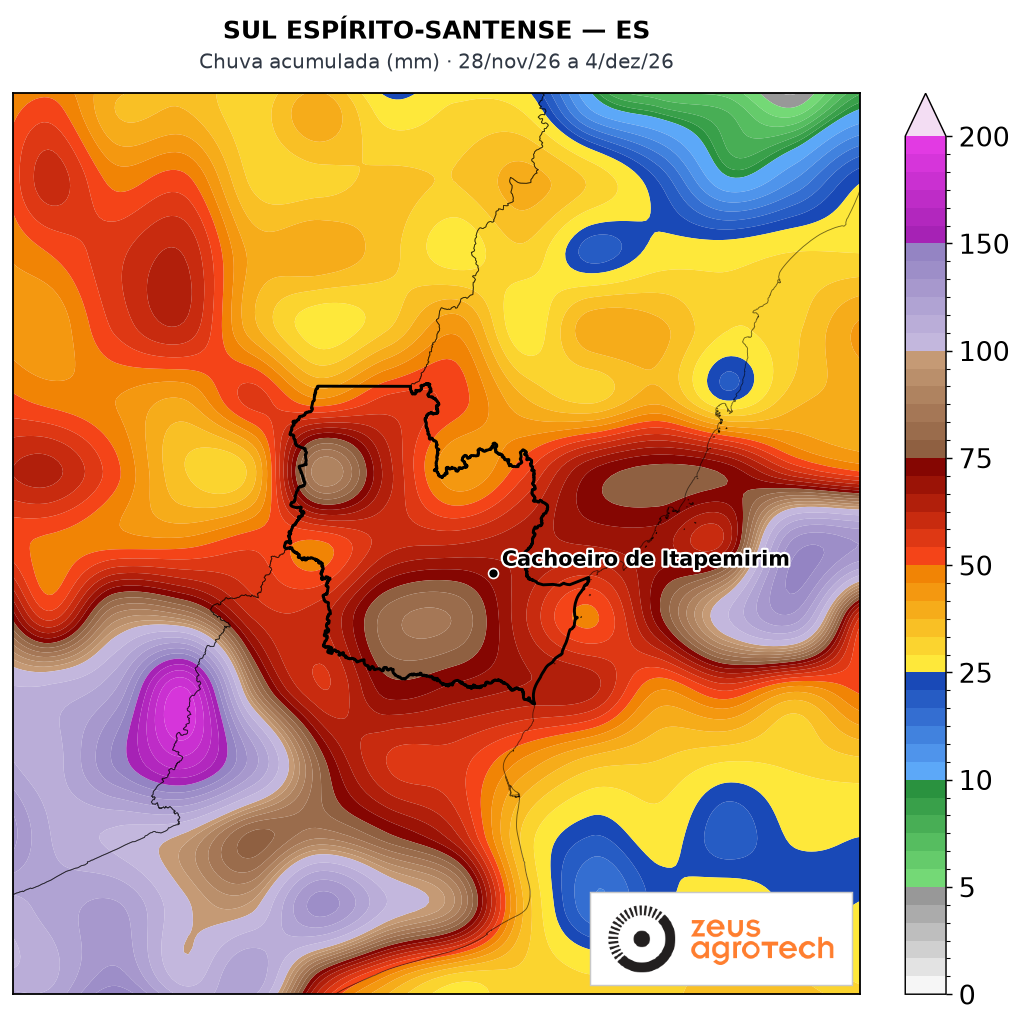 SUL ESPÍRITO-SANTENSE — ES
Chuva acumulada (mm) · 28/nov/26 a 4/dez/26
200
150
100
75
50
25
10
5
0
Cachoeiro de Itapemirim
zeus
agrotech